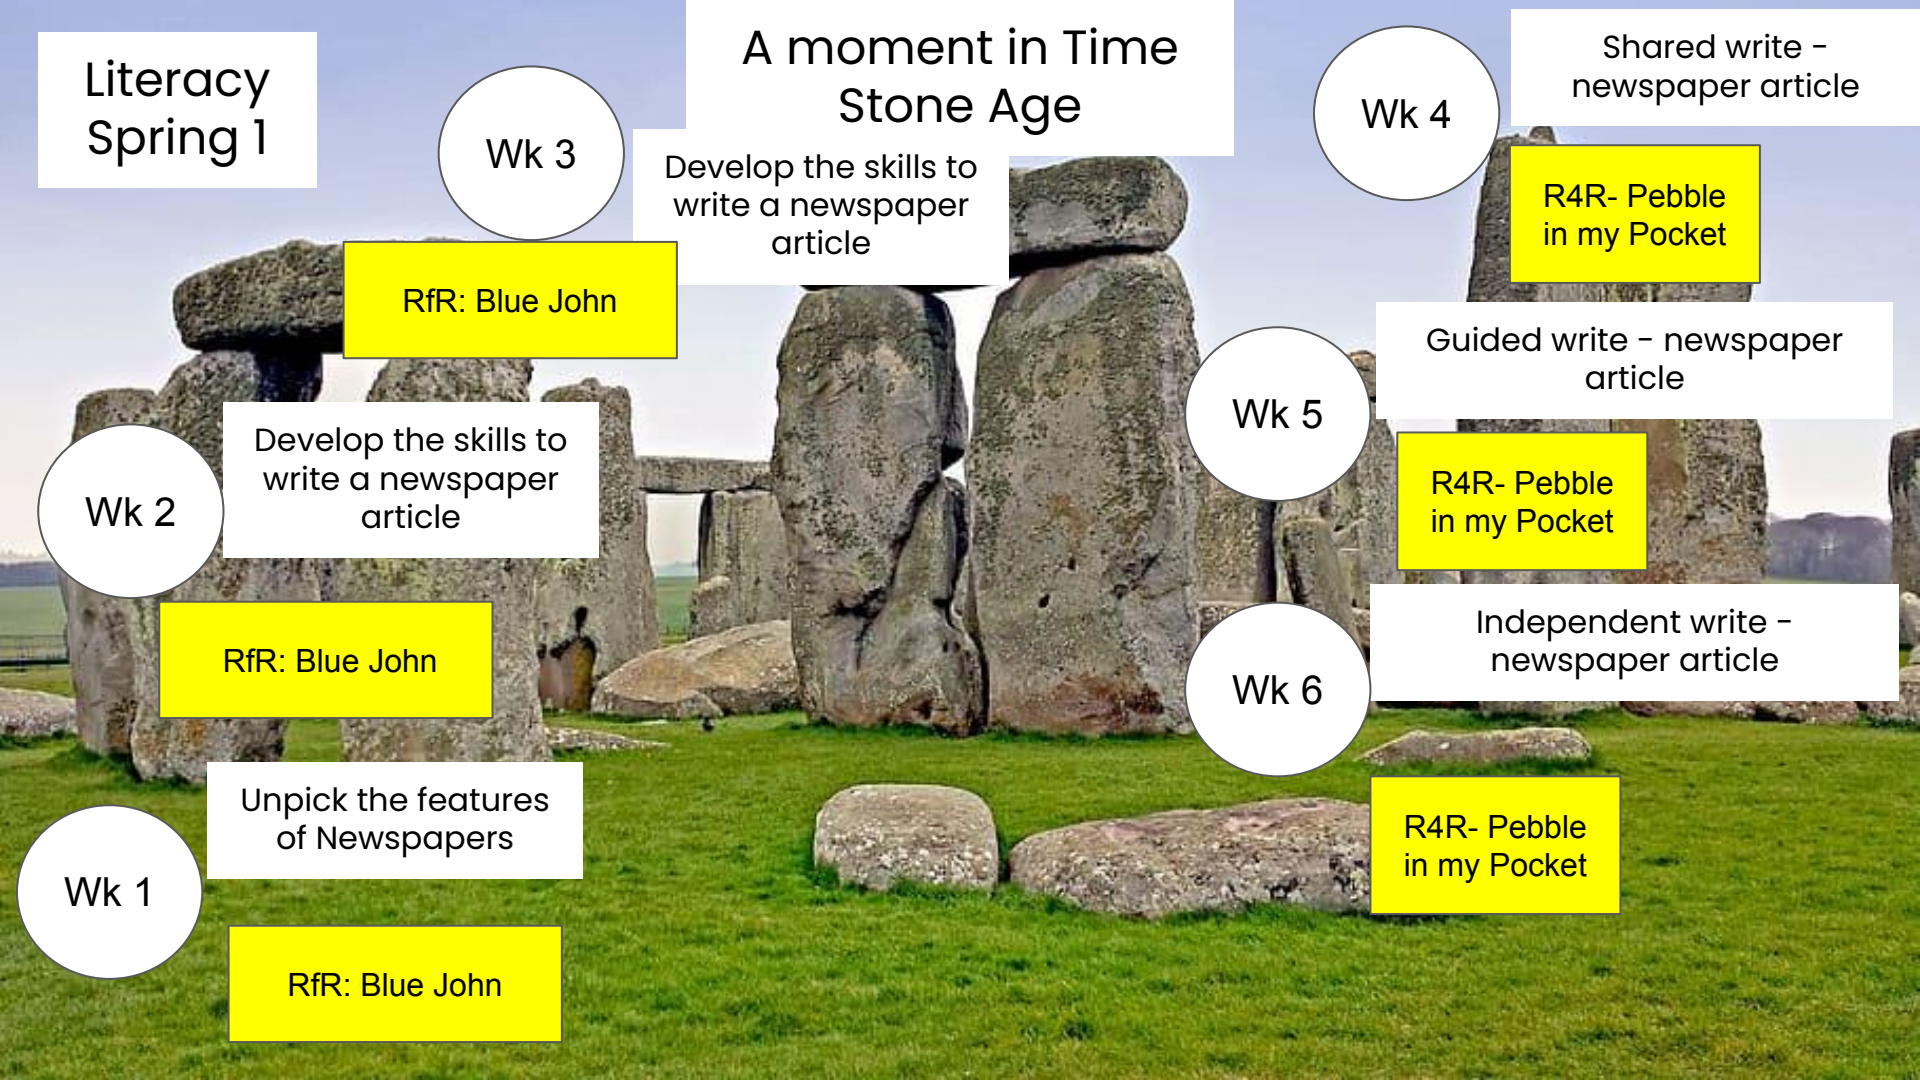 Literacy
Spring 1
A moment in Time
Stone Age
Wk 1
Unpick the features
of Newspapers
RfR: Blue John
Wk 2
Develop the skills to
write a newspaper
article
RfR: Blue John
Wk 3
Develop the skills to
write a newspaper
article
RfR: Blue John
Wk 4
Shared write -
newspaper article
R4R- Pebble
in my Pocket
Wk 5
Guided write - newspaper
article
R4R- Pebble
in my Pocket
Wk 6
Independent write -
newspaper article
R4R- Pebble
in my Pocket